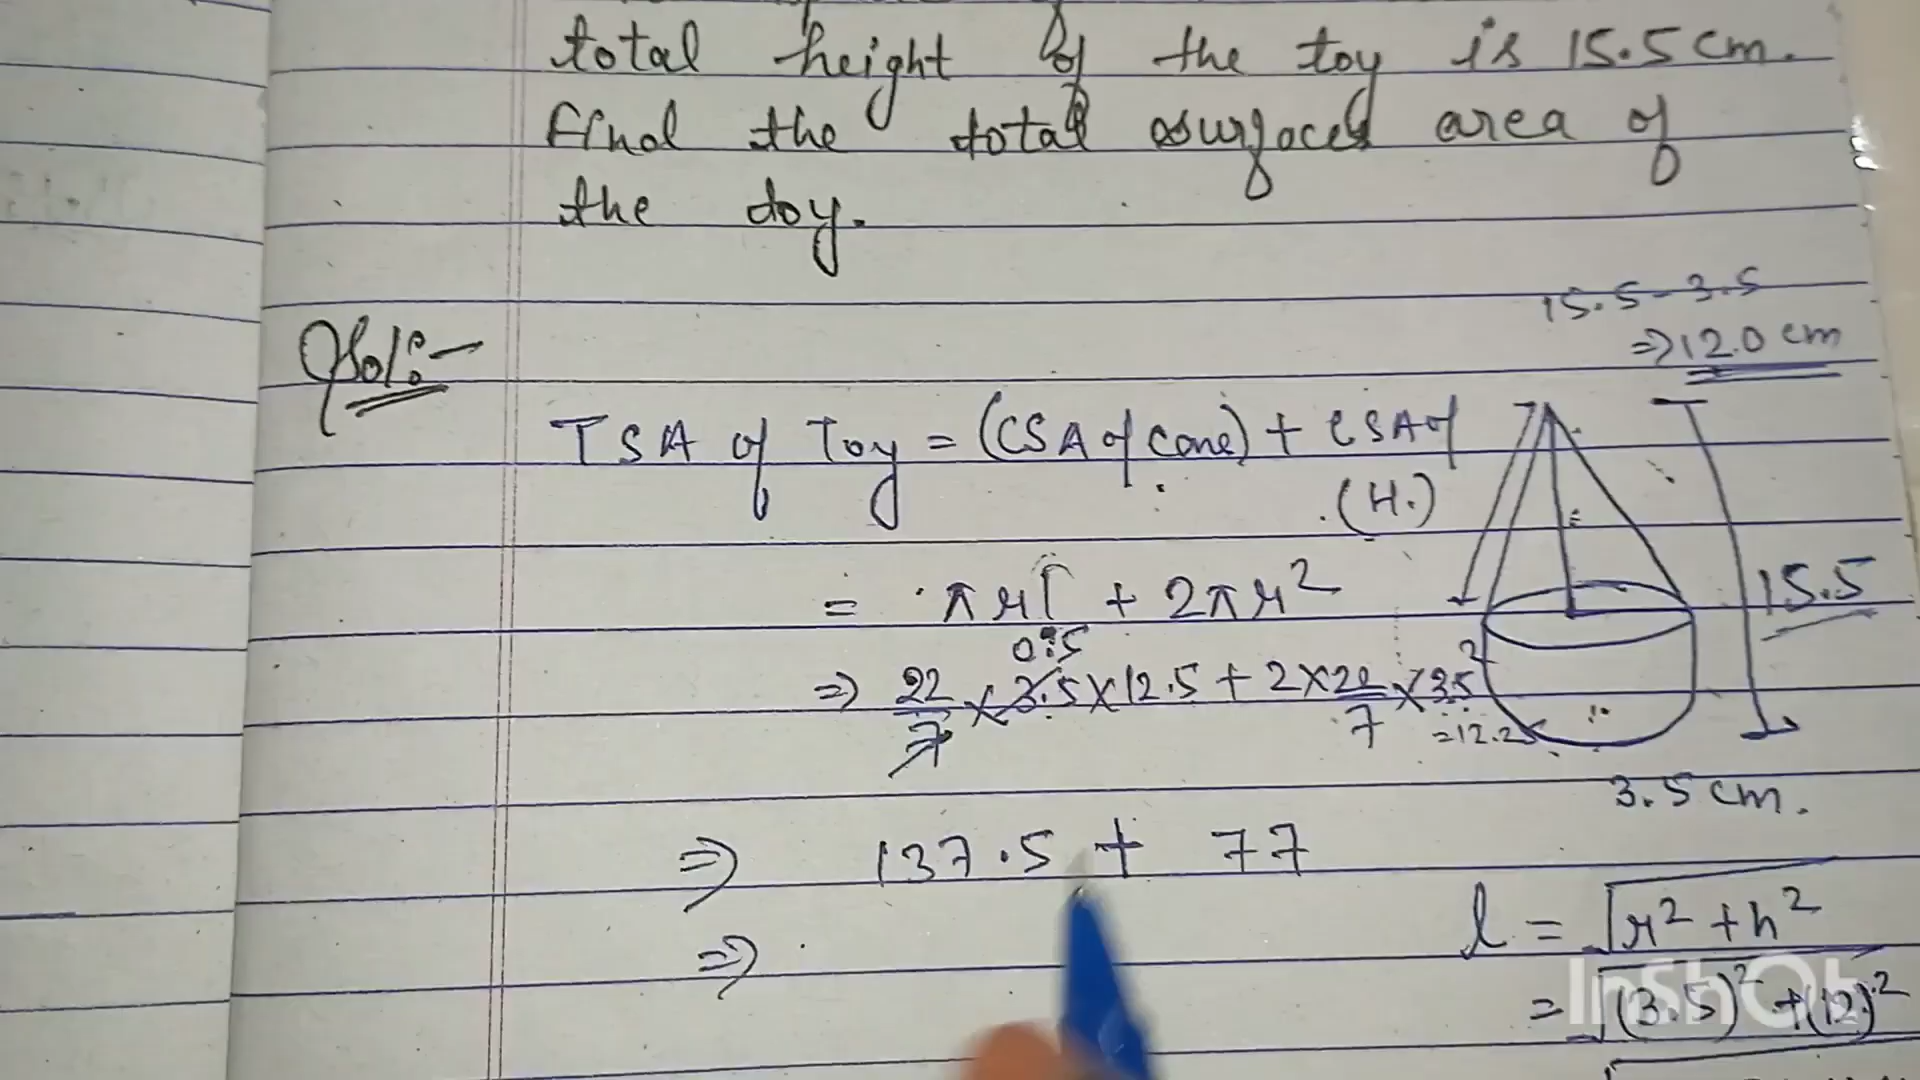 total height of the toy is 15.5 cm.
Find the total surface area of
the toy.
15.5-3.5
⇒12.0 cm
Sol:-
TSA of Toy = (CSA of Cone) + CSA of
(H.)
= πrl + 2πr²
0.5
⇒ 22/7 × 3.5 × 12.5 + 2 × 22/7 × 3.5²
=12.25
15.5
3.5 cm.
⇒ 137.5 + 77
⇒
l = √r² + h²
= √(3.5)² + (12)²
InShOt